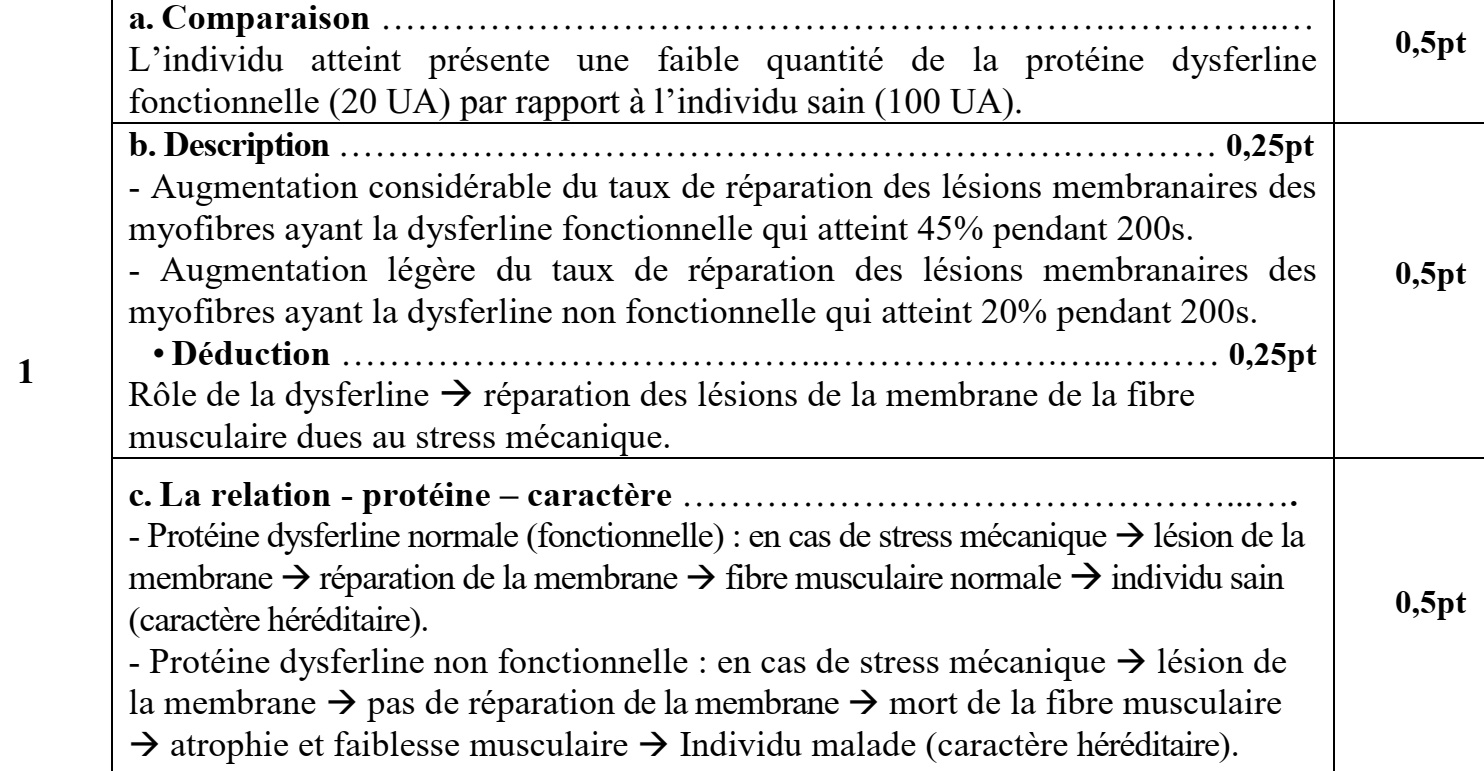 a. Comparaison …………………………………………………………………..…
L’individu atteint présente une faible quantité de la protéine dysferline
fonctionnelle (20 UA) par rapport à l’individu sain (100 UA).
0,5pt
b. Description ………………………………………………….………… 0,25pt
- Augmentation considérable du taux de réparation des lésions membranaires des
myofibres ayant la dysferline fonctionnelle qui atteint 45% pendant 200s.
- Augmentation légère du taux de réparation des lésions membranaires des
myofibres ayant la dysferline non fonctionnelle qui atteint 20% pendant 200s.
• Déduction ………………………………..…………………..……… 0,25pt
Rôle de la dysferline → réparation des lésions de la membrane de la fibre
musculaire dues au stress mécanique.
0,5pt
1
c. La relation - protéine – caractère ………………………………………...….
- Protéine dysferline normale (fonctionnelle) : en cas de stress mécanique → lésion de la
membrane → réparation de la membrane → fibre musculaire normale → individu sain
(caractère héréditaire).
- Protéine dysferline non fonctionnelle : en cas de stress mécanique → lésion de
la membrane → pas de réparation de la membrane → mort de la fibre musculaire
→ atrophie et faiblesse musculaire → Individu malade (caractère héréditaire).
0,5pt